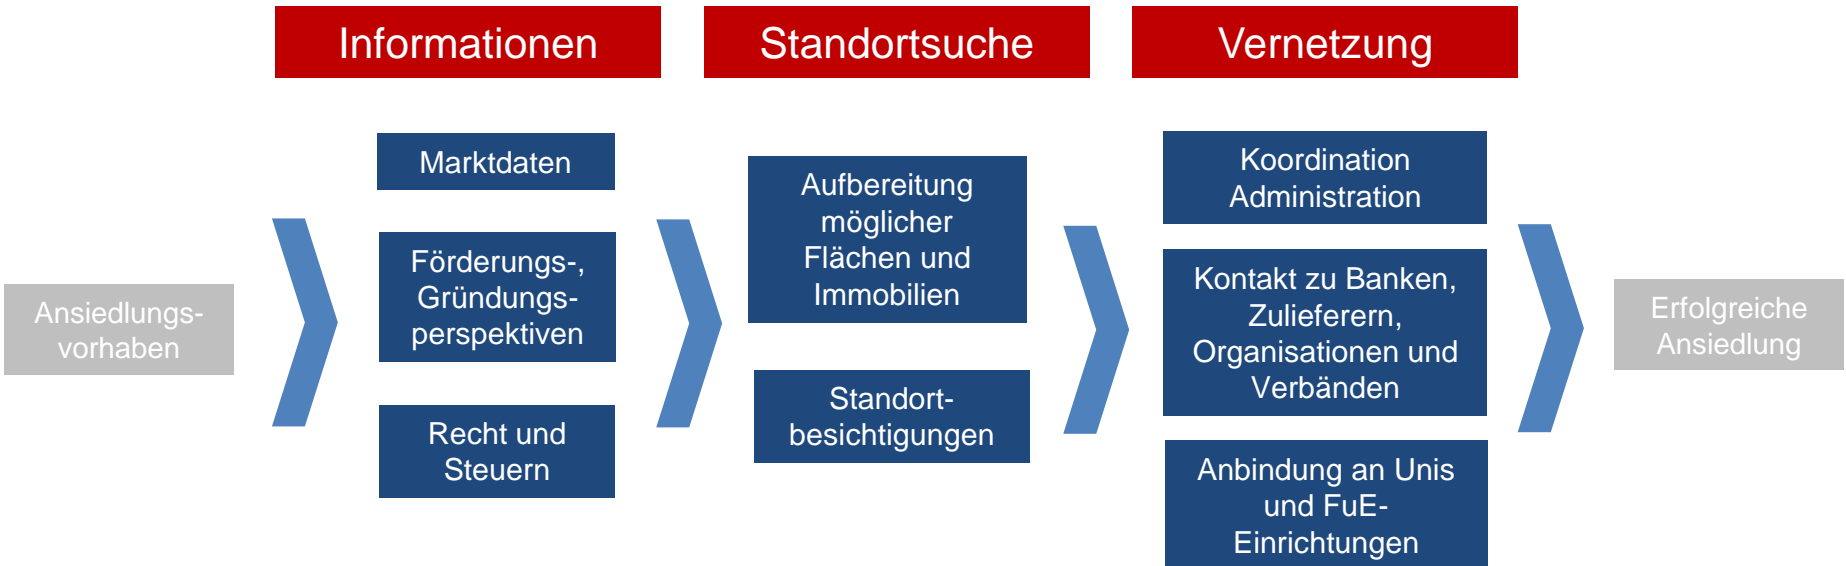 Informationen
Standortsuche
Vernetzung
Ansiedlungs-
vorhaben
Marktdaten
Förderungs-,
Gründungs-
perspektiven
Recht und
Steuern
Aufbereitung
möglicher
Flächen und
Immobilien
Standort-
besichtigungen
Koordination
Administration
Kontakt zu Banken,
Zulieferern,
Organisationen und
Verbänden
Anbindung an Unis
und FuE-
Einrichtungen
Erfolgreiche
Ansiedlung